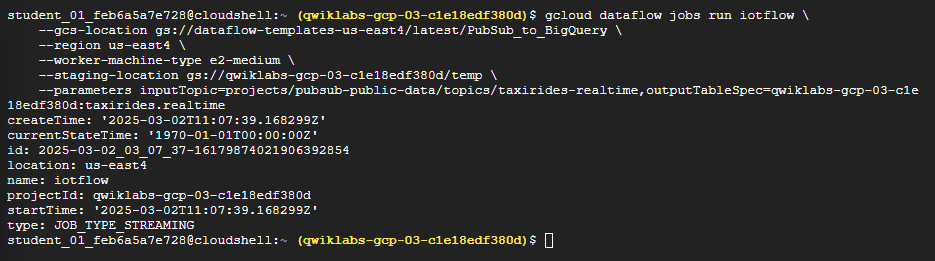 student_01_feb6a5a7e728@cloudshell:~ (qwiklabs-gcp-03-c1e18edf380d)$ gcloud dataflow jobs run iotflow \
    --gcs-location gs://dataflow-templates-us-east4/latest/PubSub_to_BigQuery \
    --region us-east4 \
    --worker-machine-type e2-medium \
    --staging-location gs://qwiklabs-gcp-03-c1e18edf380d/temp \
    --parameters inputTopic=projects/pubsub-public-data/topics/taxirides-realtime,outputTableSpec=qwiklabs-gcp-03-c1e
18edf380d:taxirides.realtime
createTime: '2025-03-02T11:07:39.168299Z'
currentStateTime: '1970-01-01T00:00:00Z'
id: 2025-03-02_03_07_37-16179874021906392854
location: us-east4
name: iotflow
projectId: qwiklabs-gcp-03-c1e18edf380d
startTime: '2025-03-02T11:07:39.168299Z'
type: JOB_TYPE_STREAMING
student_01_feb6a5a7e728@cloudshell:~ (qwiklabs-gcp-03-c1e18edf380d)$